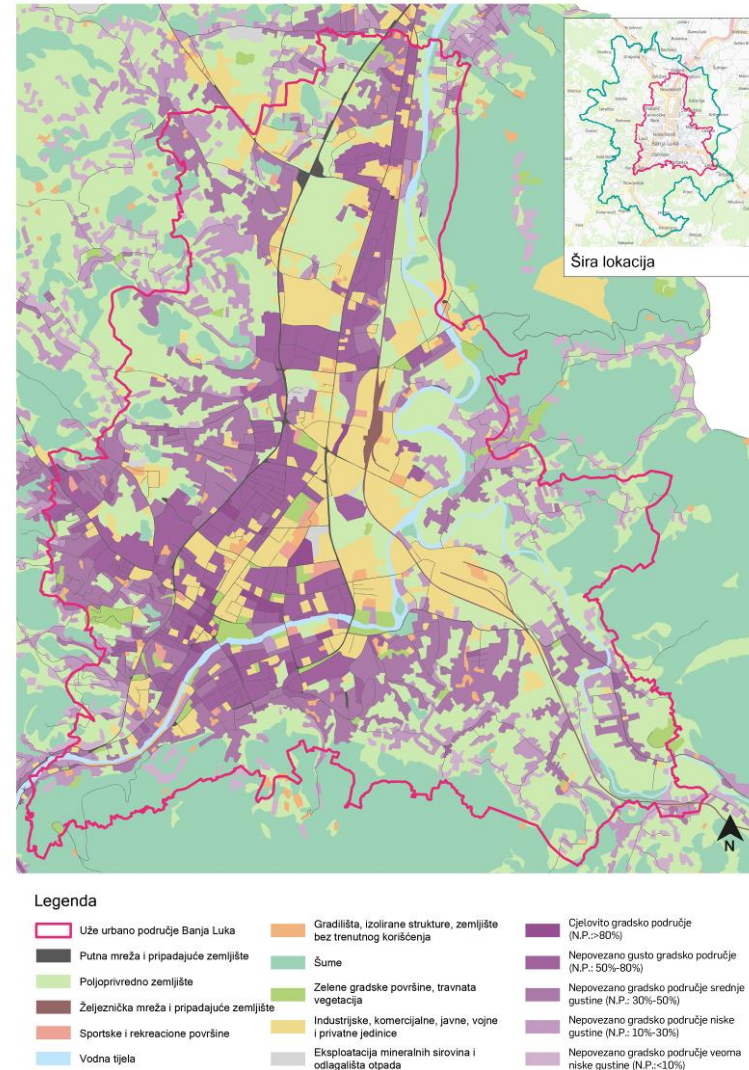 Banja Luka
Šira lokacija
N
Legenda
Uže urbano područje Banja Luka
Putna mreža i pripadajuće zemljište
Poljoprivredno zemljište
Željeznička mreža i pripadajuće zemljište
Sportske i rekreacione površine
Vodna tijela
Gradilišta, izolirane strukture, zemljište
bez trenutnog korišćenja
Šume
Zelene gradske površine, travnata
vegetacija
Industrijske, komercijalne, javne, vojne
i privatne jedinice
Eksploatacija mineralnih sirovina i
odlagališta otpada
Cjelovito gradsko područje
(N.P.:>80%)
Nepovezano gusto gradsko područje
(N.P.: 50%-80%)
Nepovezano gradsko područje srednje
gustine (N.P.: 30%-50%)
Nepovezano gradsko područje niske
gustine (N.P.: 10%-30%)
Nepovezano gradsko područje veoma
niske gustine (N.P.:<10%)